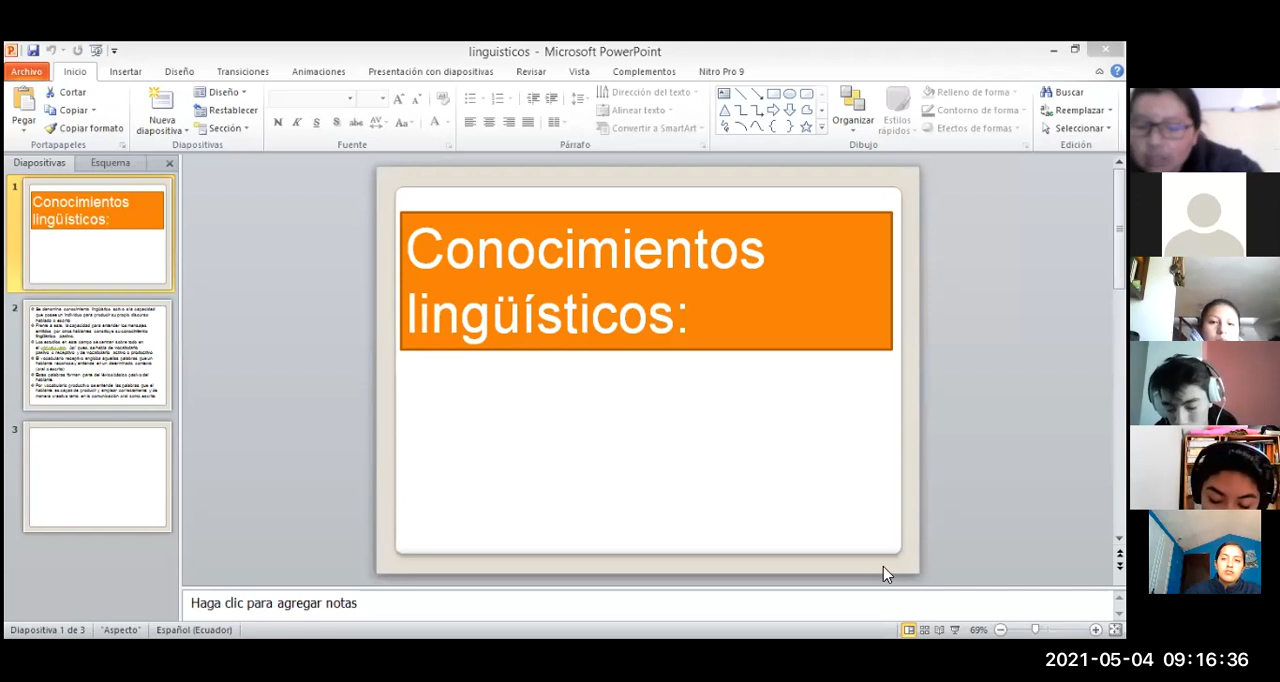 linguisticos - Microsoft PowerPoint
Archivo Inicio Insertar Diseño Transiciones Animaciones Presentación con diapositivas Revisar Vista Complementos Nitro Pro 9
Pegar
Cortar
Copiar
Copiar formato
Portapapeles
Nueva
diapositiva
Diseño
Restablecer
Sección
Diapositivas
Fuente
Dirección del texto
Alinear texto
Convertir a SmartArt
Párrafo
Organizar
Estilos
rápidos
Relleno de forma
Contorno de forma
Efectos de formas
Dibujo
Buscar
Reemplazar
Seleccionar
Edición
Diapositivas Esquema
1
Conocimientos
lingüísticos:
2
3
Conocimientos
lingüísticos:
Haga clic para agregar notas
Diapositiva 1 de 3 "Aspecto" Español (Ecuador) 69%
2021-05-04 09:16:36